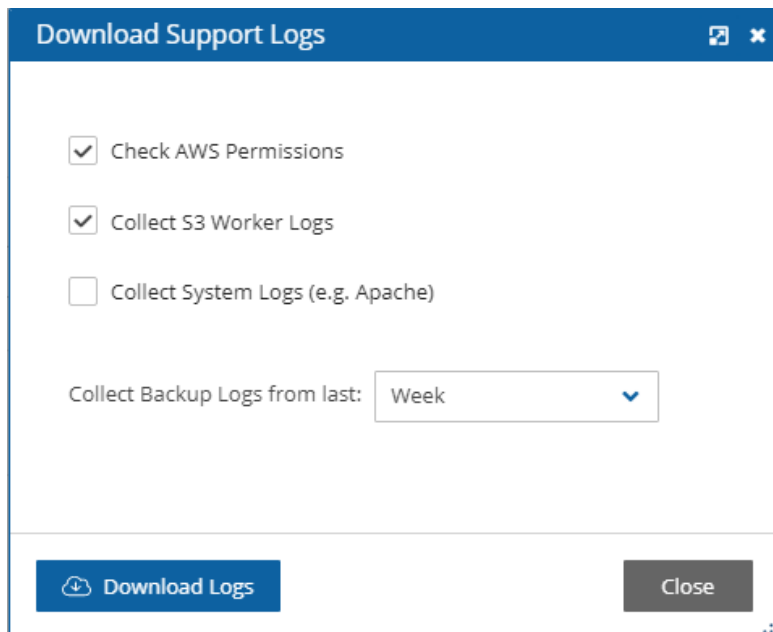 Download Support Logs
Check AWS Permissions
Collect S3 Worker Logs
Collect System Logs (e.g. Apache)
Collect Backup Logs from last: Week
Download Logs Close